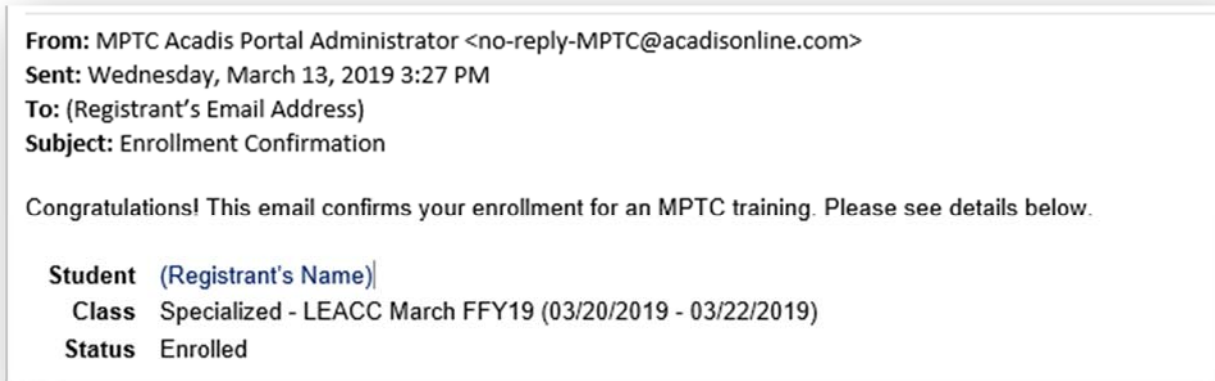 From: MPTC Acadis Portal Administrator <no-reply-MPTC@acadisonline.com>
Sent: Wednesday, March 13, 2019 3:27 PM
To: (Registrant's Email Address)
Subject: Enrollment Confirmation
Congratulations! This email confirms your enrollment for an MPTC training. Please see details below.
Student (Registrant's Name)
Class Specialized - LEACC March FFY19 (03/20/2019 - 03/22/2019)
Status Enrolled